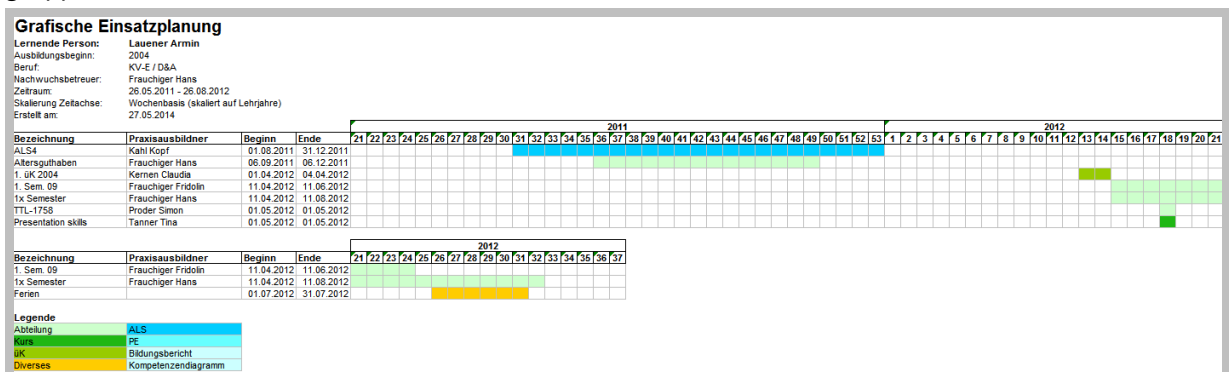 Grafische Einsatzplanung
Lernende Person: Lauener Armin
Ausbildungsbeginn: 2004
Beruf: KV-E / D&A
Nachwuchsbetreuer: Frauchiger Hans
Zeitraum: 26.05.2011 - 26.08.2012
Skalierung Zeitachse: Wochenbasis (skaliert auf Lehrjahre)
Erstellt am: 27.05.2014
2011 2012
Bezeichnung Praxisausbildner Beginn Ende 21 22 23 24 25 26 27 28 29 30 31 32 33 34 35 36 37 38 39 40 41 42 43 44 45 46 47 48 49 50 51 52 53 1 2 3 4 5 6 7 8 9 10 11 12 13 14 15 16 17 18 19 20 21
ALS4 Kahl Kopf 01.08.2011 31.12.2011
Altersguthaben Frauchiger Hans 06.09.2011 06.12.2011
1. üK 2004 Kernen Claudia 01.04.2012 04.04.2012
1. Sem. 09 Frauchiger Fridolin 11.04.2012 11.06.2012
1x Semester Frauchiger Hans 11.04.2012 11.08.2012
TTL-1758 Proder Simon 01.05.2012 01.05.2012
Presentation skills Tanner Tina 01.05.2012 01.05.2012
2012
Bezeichnung Praxisausbildner Beginn Ende 21 22 23 24 25 26 27 28 29 30 31 32 33 34 35 36 37
1. Sem. 09 Frauchiger Fridolin 11.04.2012 11.06.2012
1x Semester Frauchiger Hans 11.04.2012 11.08.2012
Ferien 01.07.2012 31.07.2012
Legende
Abteilung ALS
Kurs PE
üK Bildungsbericht
Diverses Kompetenzendiagramm